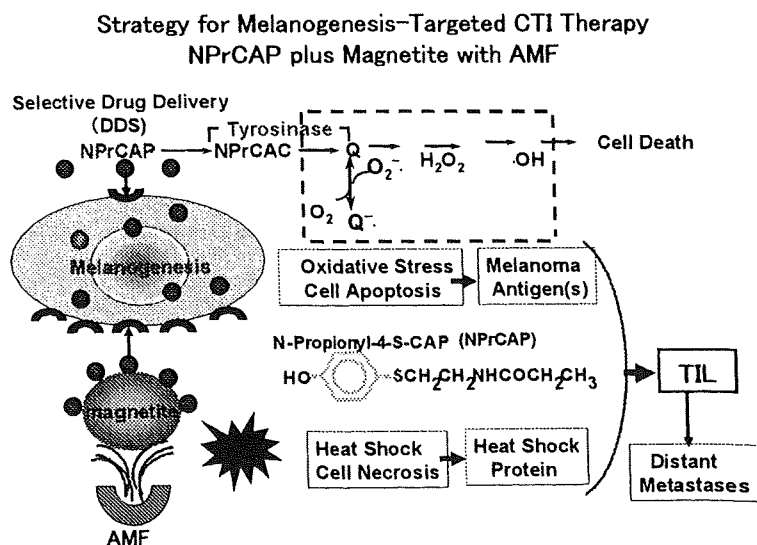 Strategy for Melanogenesis-Targeted CTI Therapy
NPrCAP plus Magnetite with AMF
Selective Drug Delivery
(DDS)
Tyrosinase
NPrCAP
NPrCAC
Q
O₂⁻·
H₂O₂
·OH
Cell Death
O₂
Q⁻·
Melanogenesis
Oxidative Stress
Cell Apoptosis
Melanoma
Antigen(s)
N-Propionyl-4-S-CAP (NPrCAP)
HO
SCH₂CH₂NHCOCH₂CH₃
TIL
magnetite
Heat Shock
Cell Necrosis
Heat Shock
Protein
Distant
Metastases
AMF